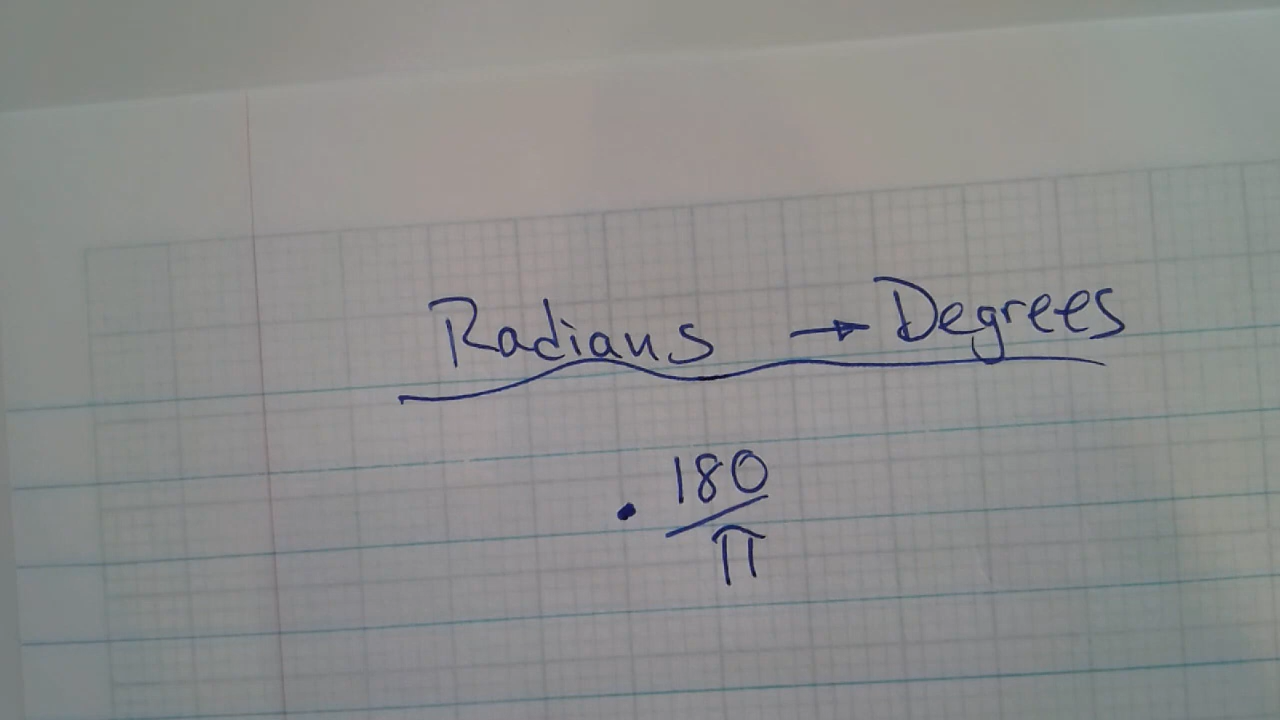 Radians → Degrees
· 180/π